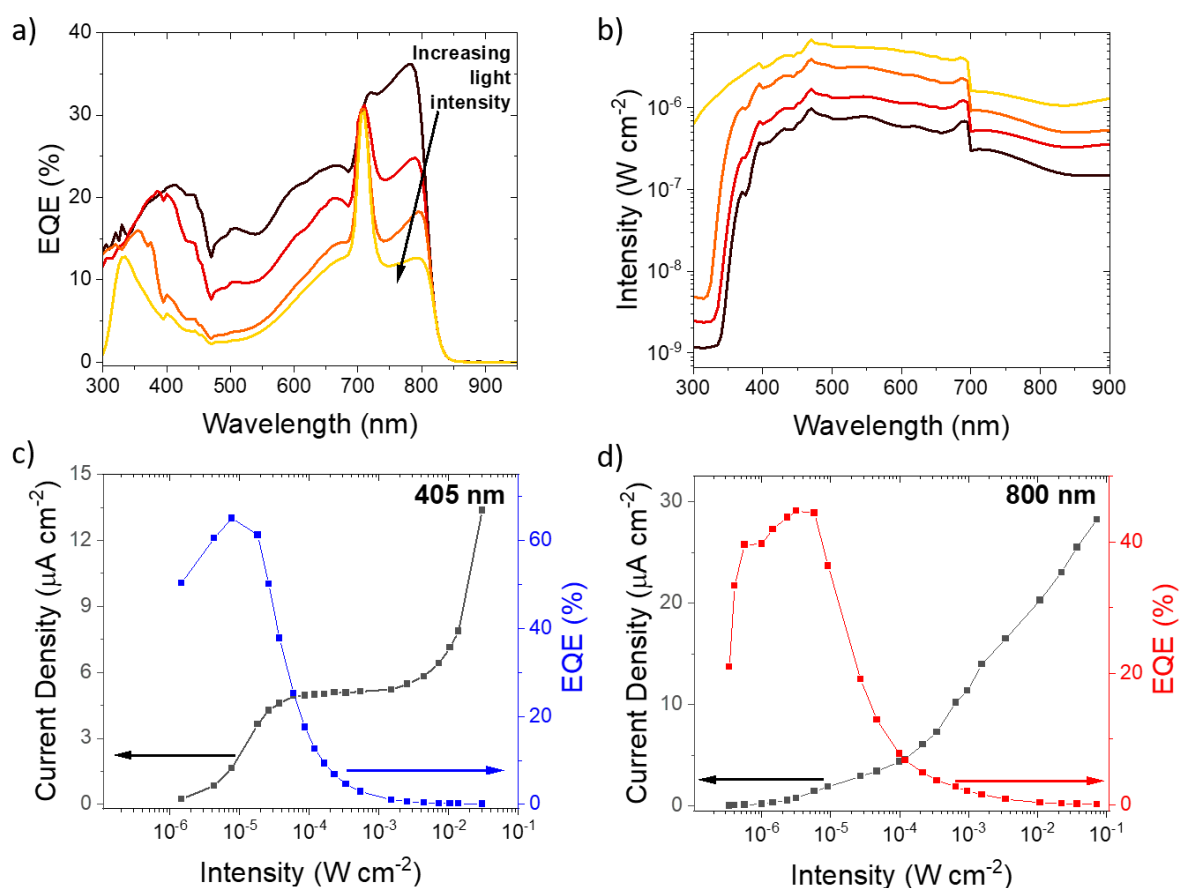 a)
EQE (%)
40
30
20
10
0
Increasing
light
intensity
300 400 500 600 700 800 900
Wavelength (nm)
b)
Intensity (W cm-2)
10-6
10-7
10-8
10-9
300 400 500 600 700 800 900
Wavelength (nm)
c)
405 nm
Current Density (μA cm-2)
15
12
9
6
3
0
EQE (%)
60
40
20
0
10-6 10-5 10-4 10-3 10-2 10-1
Intensity (W cm-2)
d)
800 nm
Current Density (μA cm-2)
30
20
10
0
EQE (%)
40
20
0
10-6 10-5 10-4 10-3 10-2 10-1
Intensity (W cm-2)